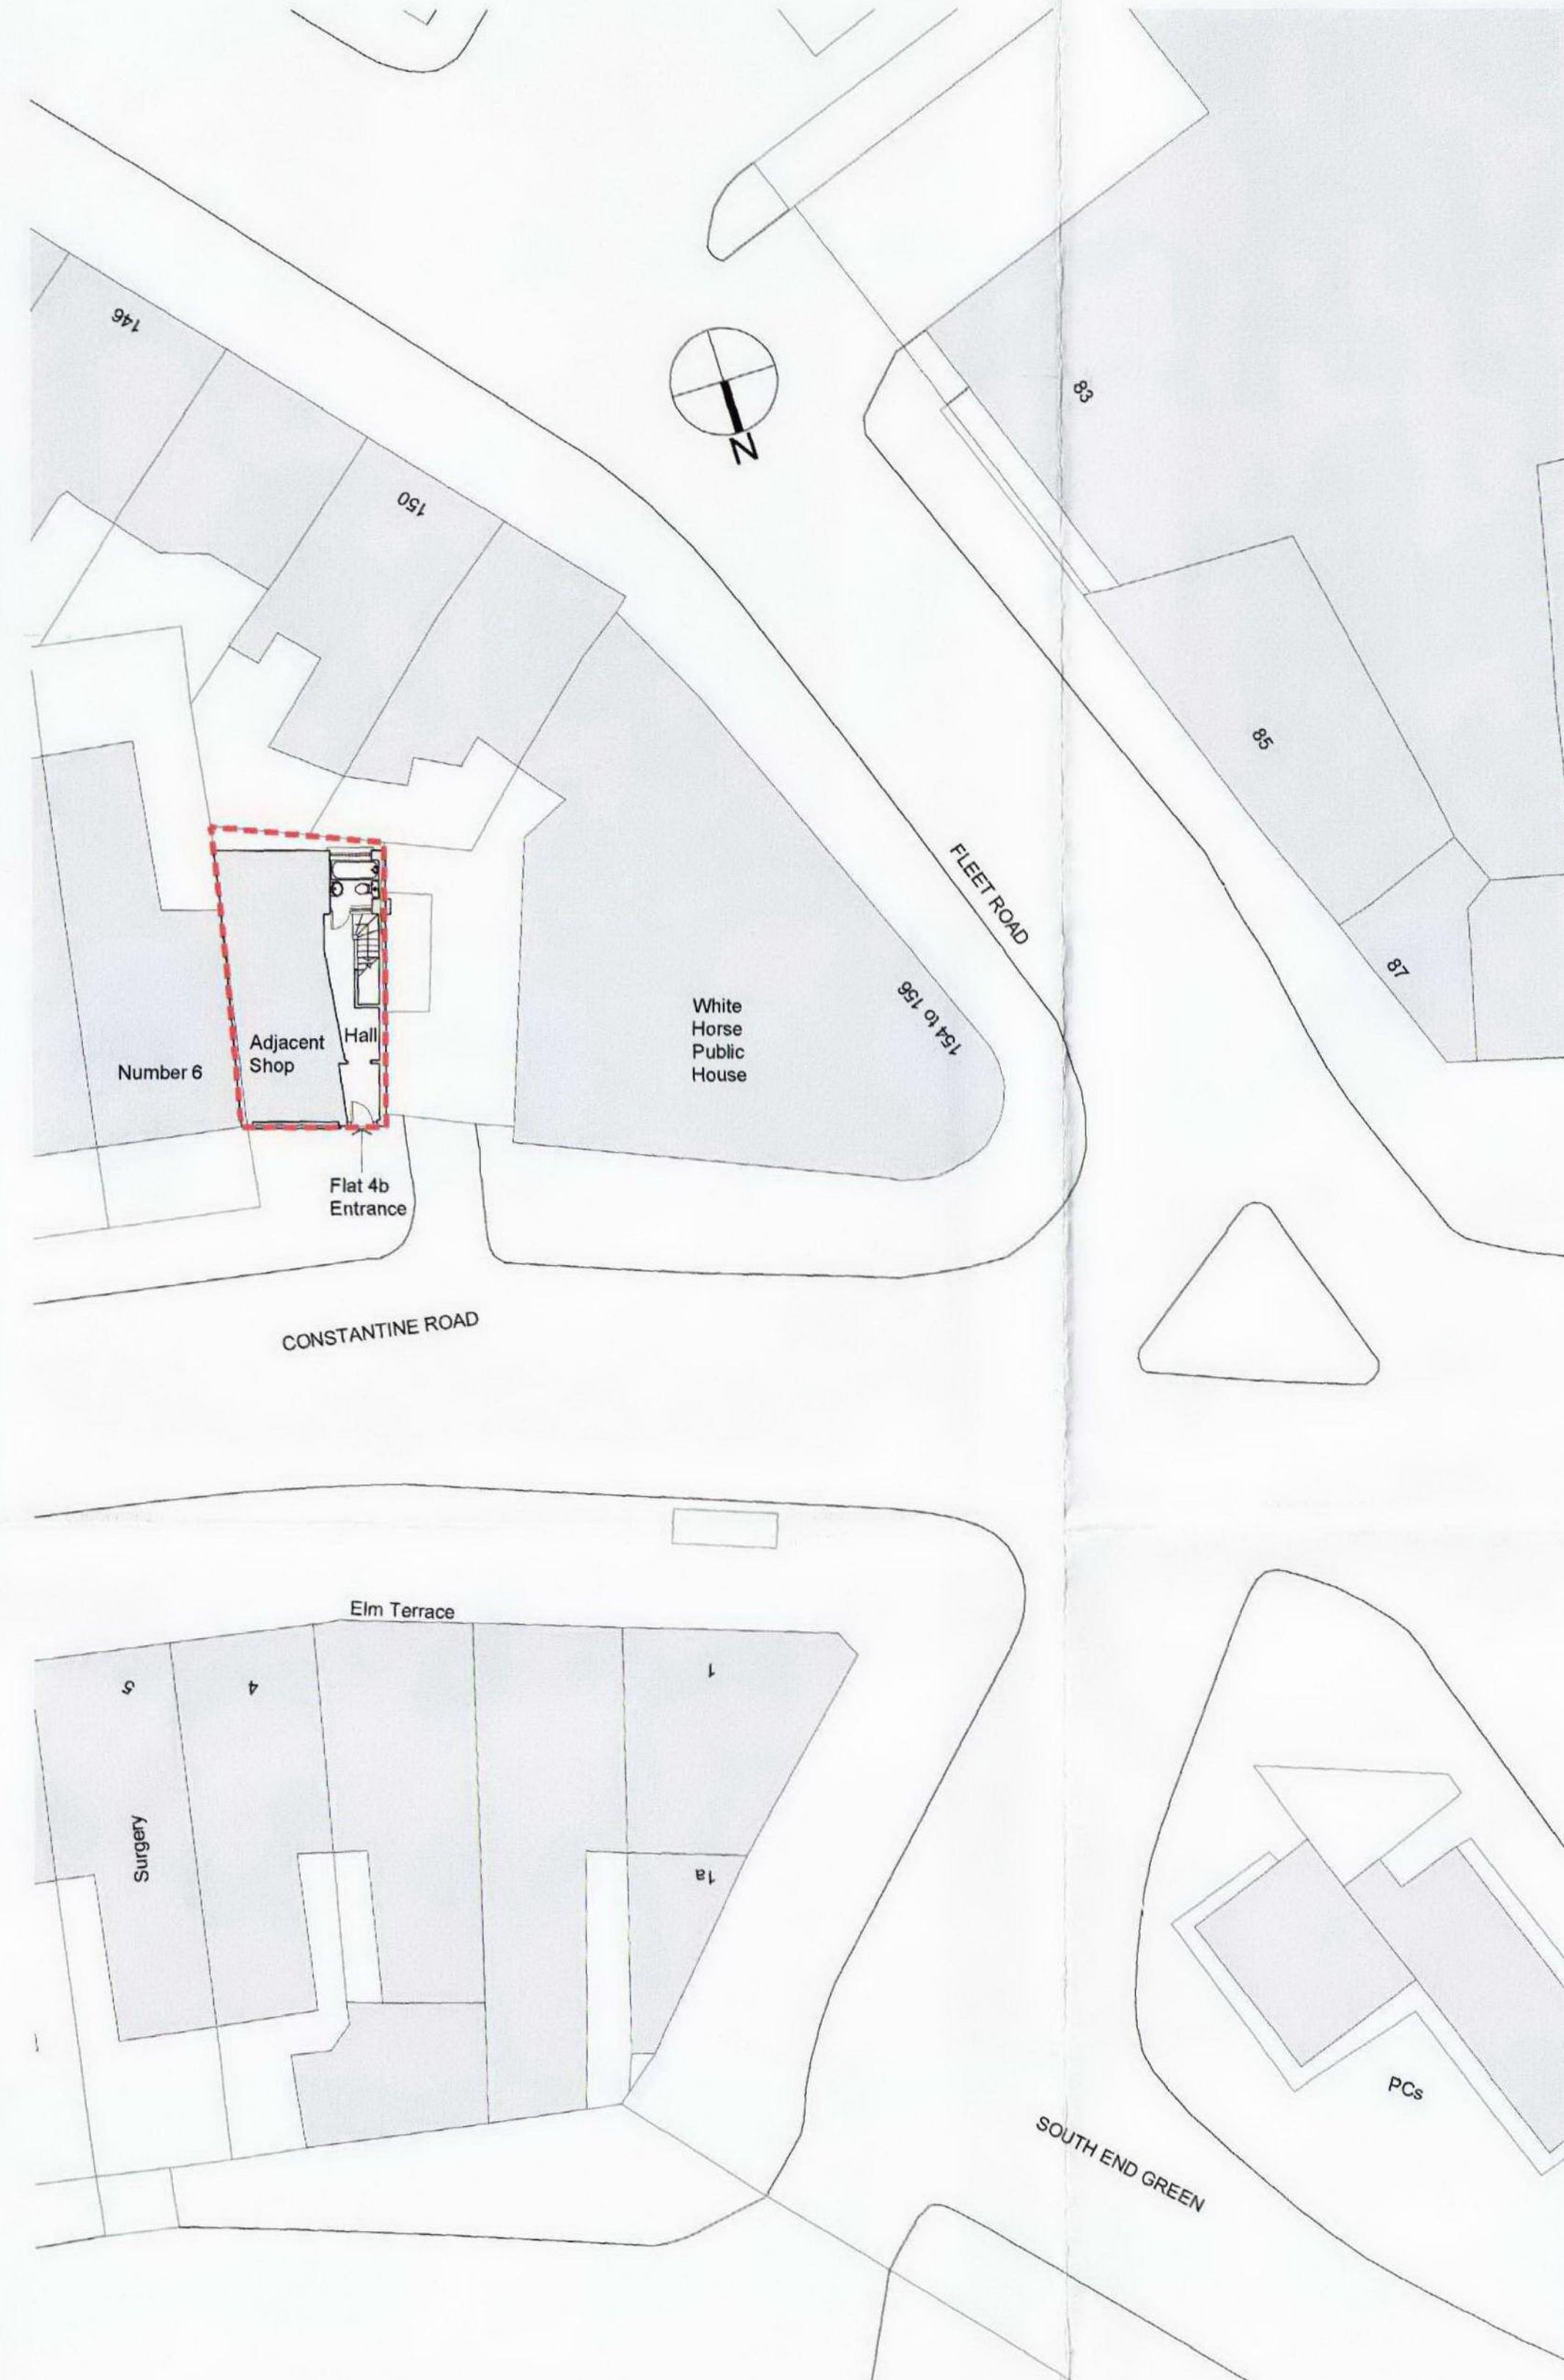 146
N
83
150
85
FLEET ROAD
87
154 to 156
White
Horse
Public
House
Hall
Adjacent
Shop
Number 6
Flat 4b
Entrance
CONSTANTINE ROAD
Elm Terrace
5
4
1
Surgery
1a
PCs
SOUTH END GREEN